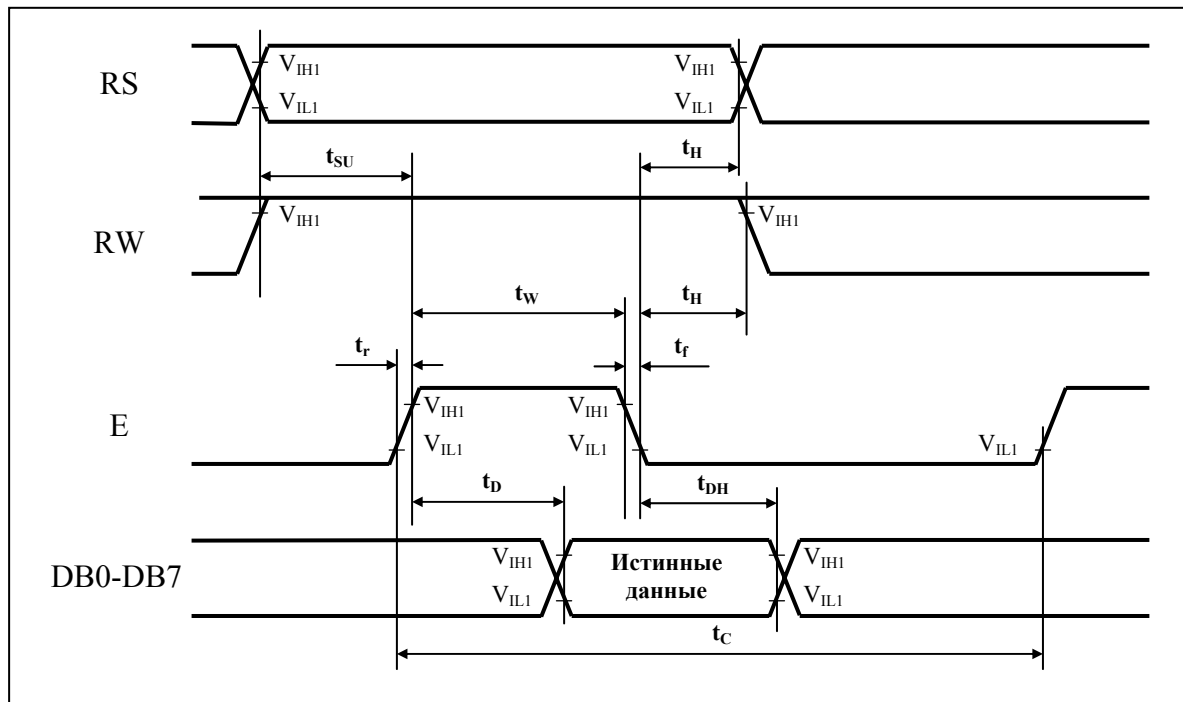 RS
V_IH1
V_IH1
V_IL1
V_IL1
t_SU
t_H
RW
V_IH1
V_IH1
t_W
t_H
t_r
t_f
E
V_IH1
V_IH1
V_IL1
V_IL1
V_IL1
t_D
t_DH
DB0-DB7
V_IH1
Истинные
V_IH1
V_IL1
данные
V_IL1
t_C